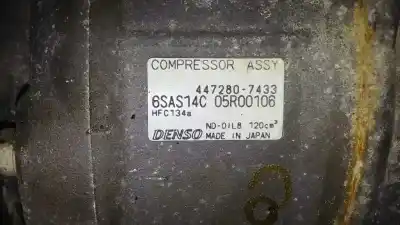 COMPRESSOR ASSY
447280-7433
6SAS14C 05R00106
HFC134a
ND-OIL8 120cm³
DENSO MADE IN JAPAN